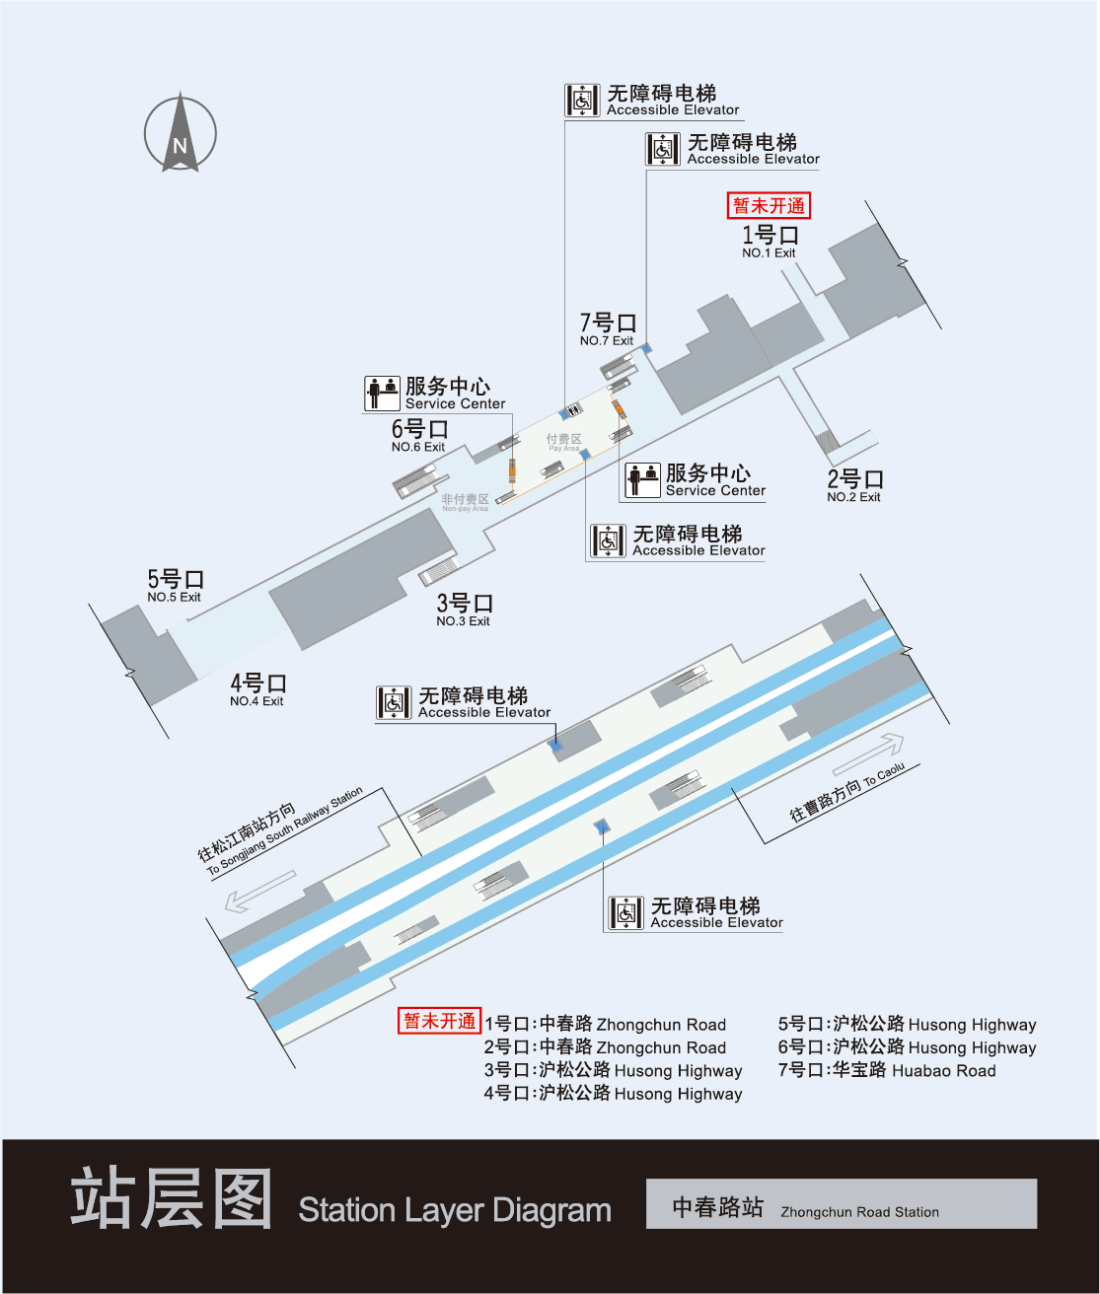 N
无障碍电梯
Accessible Elevator
无障碍电梯
Accessible Elevator
暂未开通
1号口
NO.1 Exit
7号口
NO.7 Exit
服务中心
Service Center
6号口
NO.6 Exit
付费区
Pay Area
服务中心
Service Center
2号口
NO.2 Exit
非付费区
Non-pay Area
无障碍电梯
Accessible Elevator
5号口
NO.5 Exit
3号口
NO.3 Exit
4号口
NO.4 Exit
无障碍电梯
Accessible Elevator
往松江南站方向
To Songjiang South Railway Station
往曹路方向 To Caolu
无障碍电梯
Accessible Elevator
暂未开通 1号口:中春路 Zhongchun Road
2号口:中春路 Zhongchun Road
3号口:沪松公路 Husong Highway
4号口:沪松公路 Husong Highway
5号口:沪松公路 Husong Highway
6号口:沪松公路 Husong Highway
7号口:华宝路 Huabao Road
站层图 Station Layer Diagram
中春路站 Zhongchun Road Station